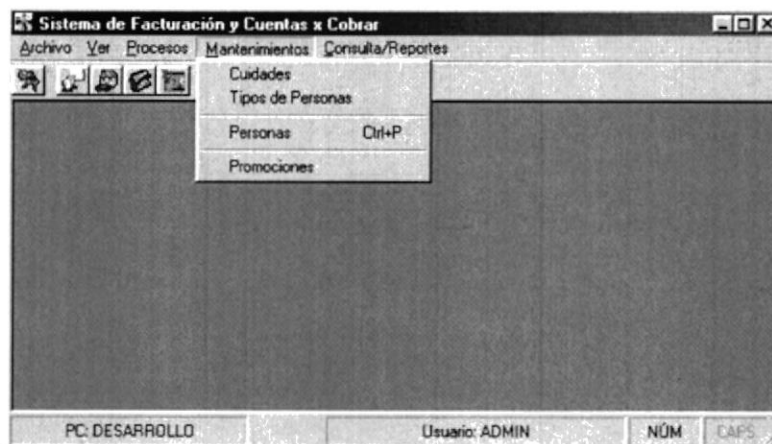 Sistema de Facturación y Cuentas x Cobrar
Archivo Ver Procesos Mantenimientos Consulta/Reportes
Cuidades
Tipos de Personas
Personas Ctrl+P
Promociones
PC: DESARROLLO Usuario: ADMIN NÚM CAPS